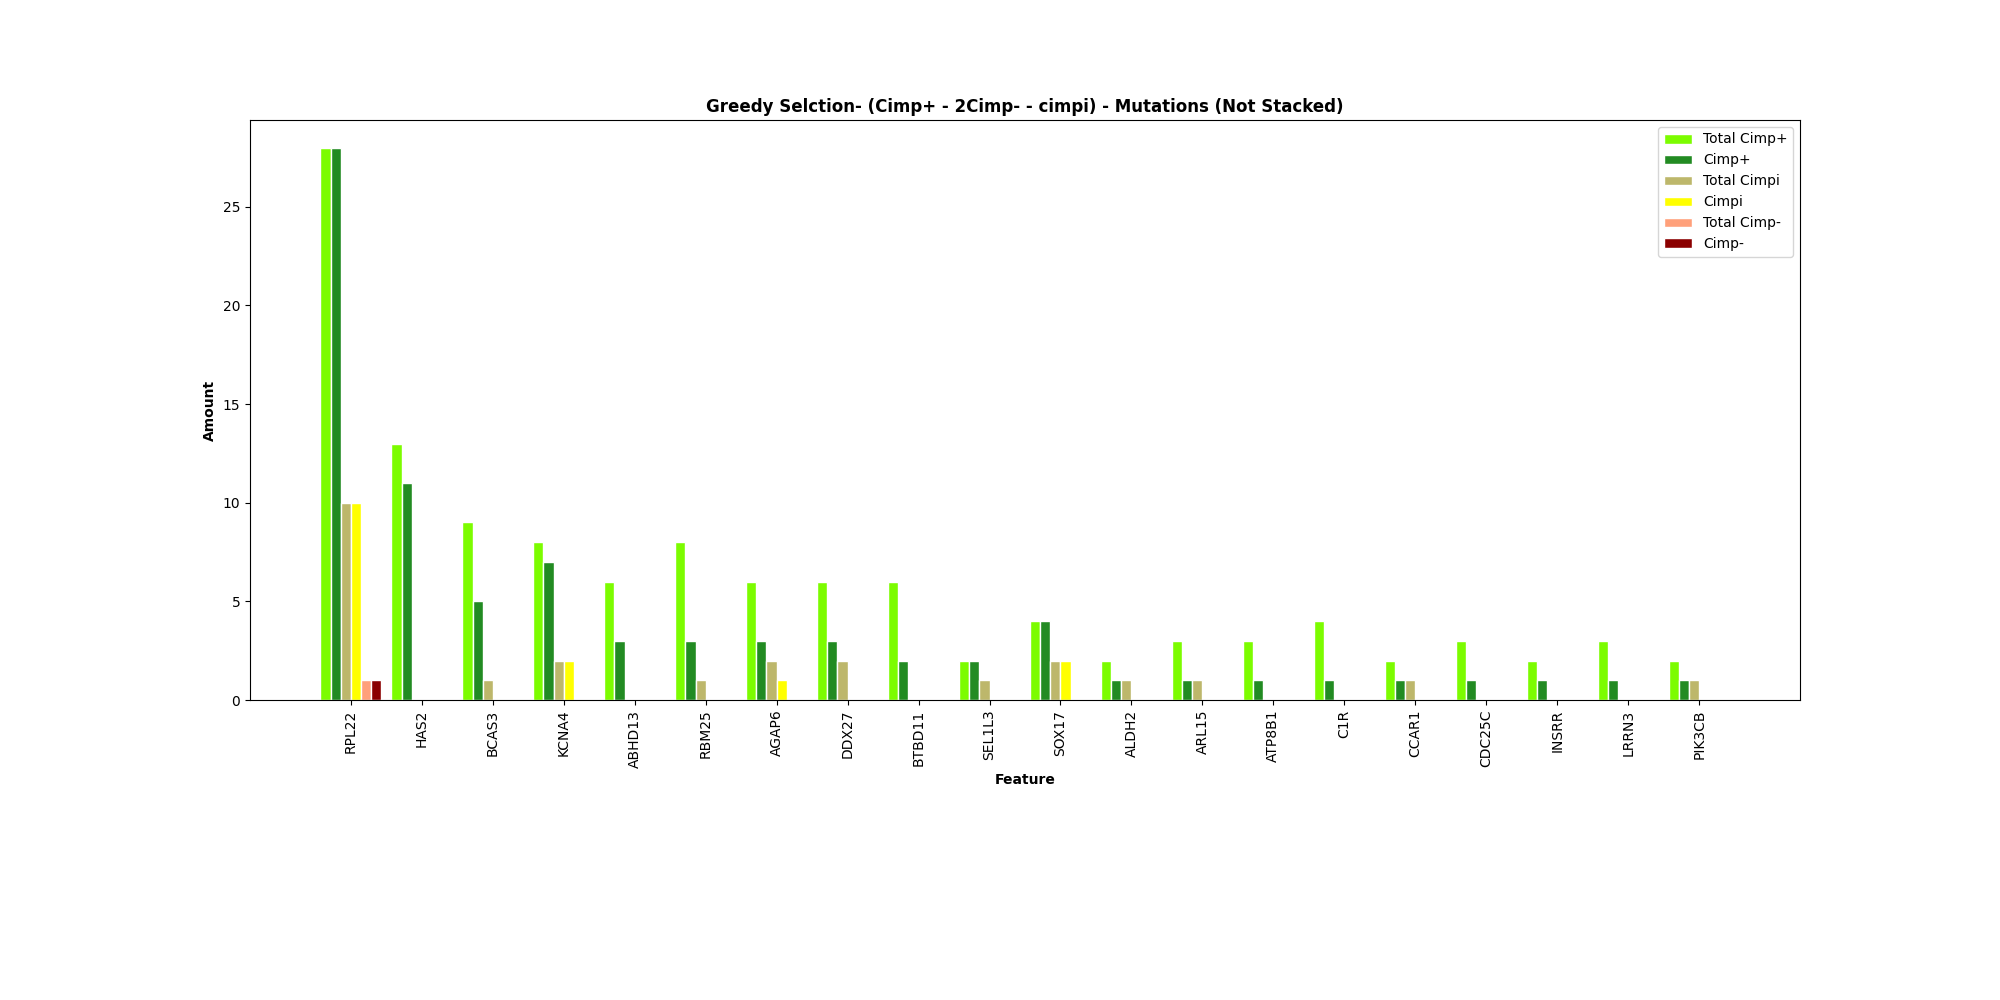 Greedy Selction- (Cimp+ - 2Cimp- - cimpi) - Mutations (Not Stacked)
Total Cimp+
Cimp+
Total Cimpi
Cimpi
Total Cimp-
Cimp-
Amount
25
20
15
10
5
0
RPL22
HAS2
BCAS3
KCNA4
ABHD13
RBM25
AGAP6
DDX27
BTBD11
SEL1L3
SOX17
ALDH2
ARL15
ATP8B1
C1R
CCAR1
CDC25C
INSRR
LRRN3
PIK3CB
Feature